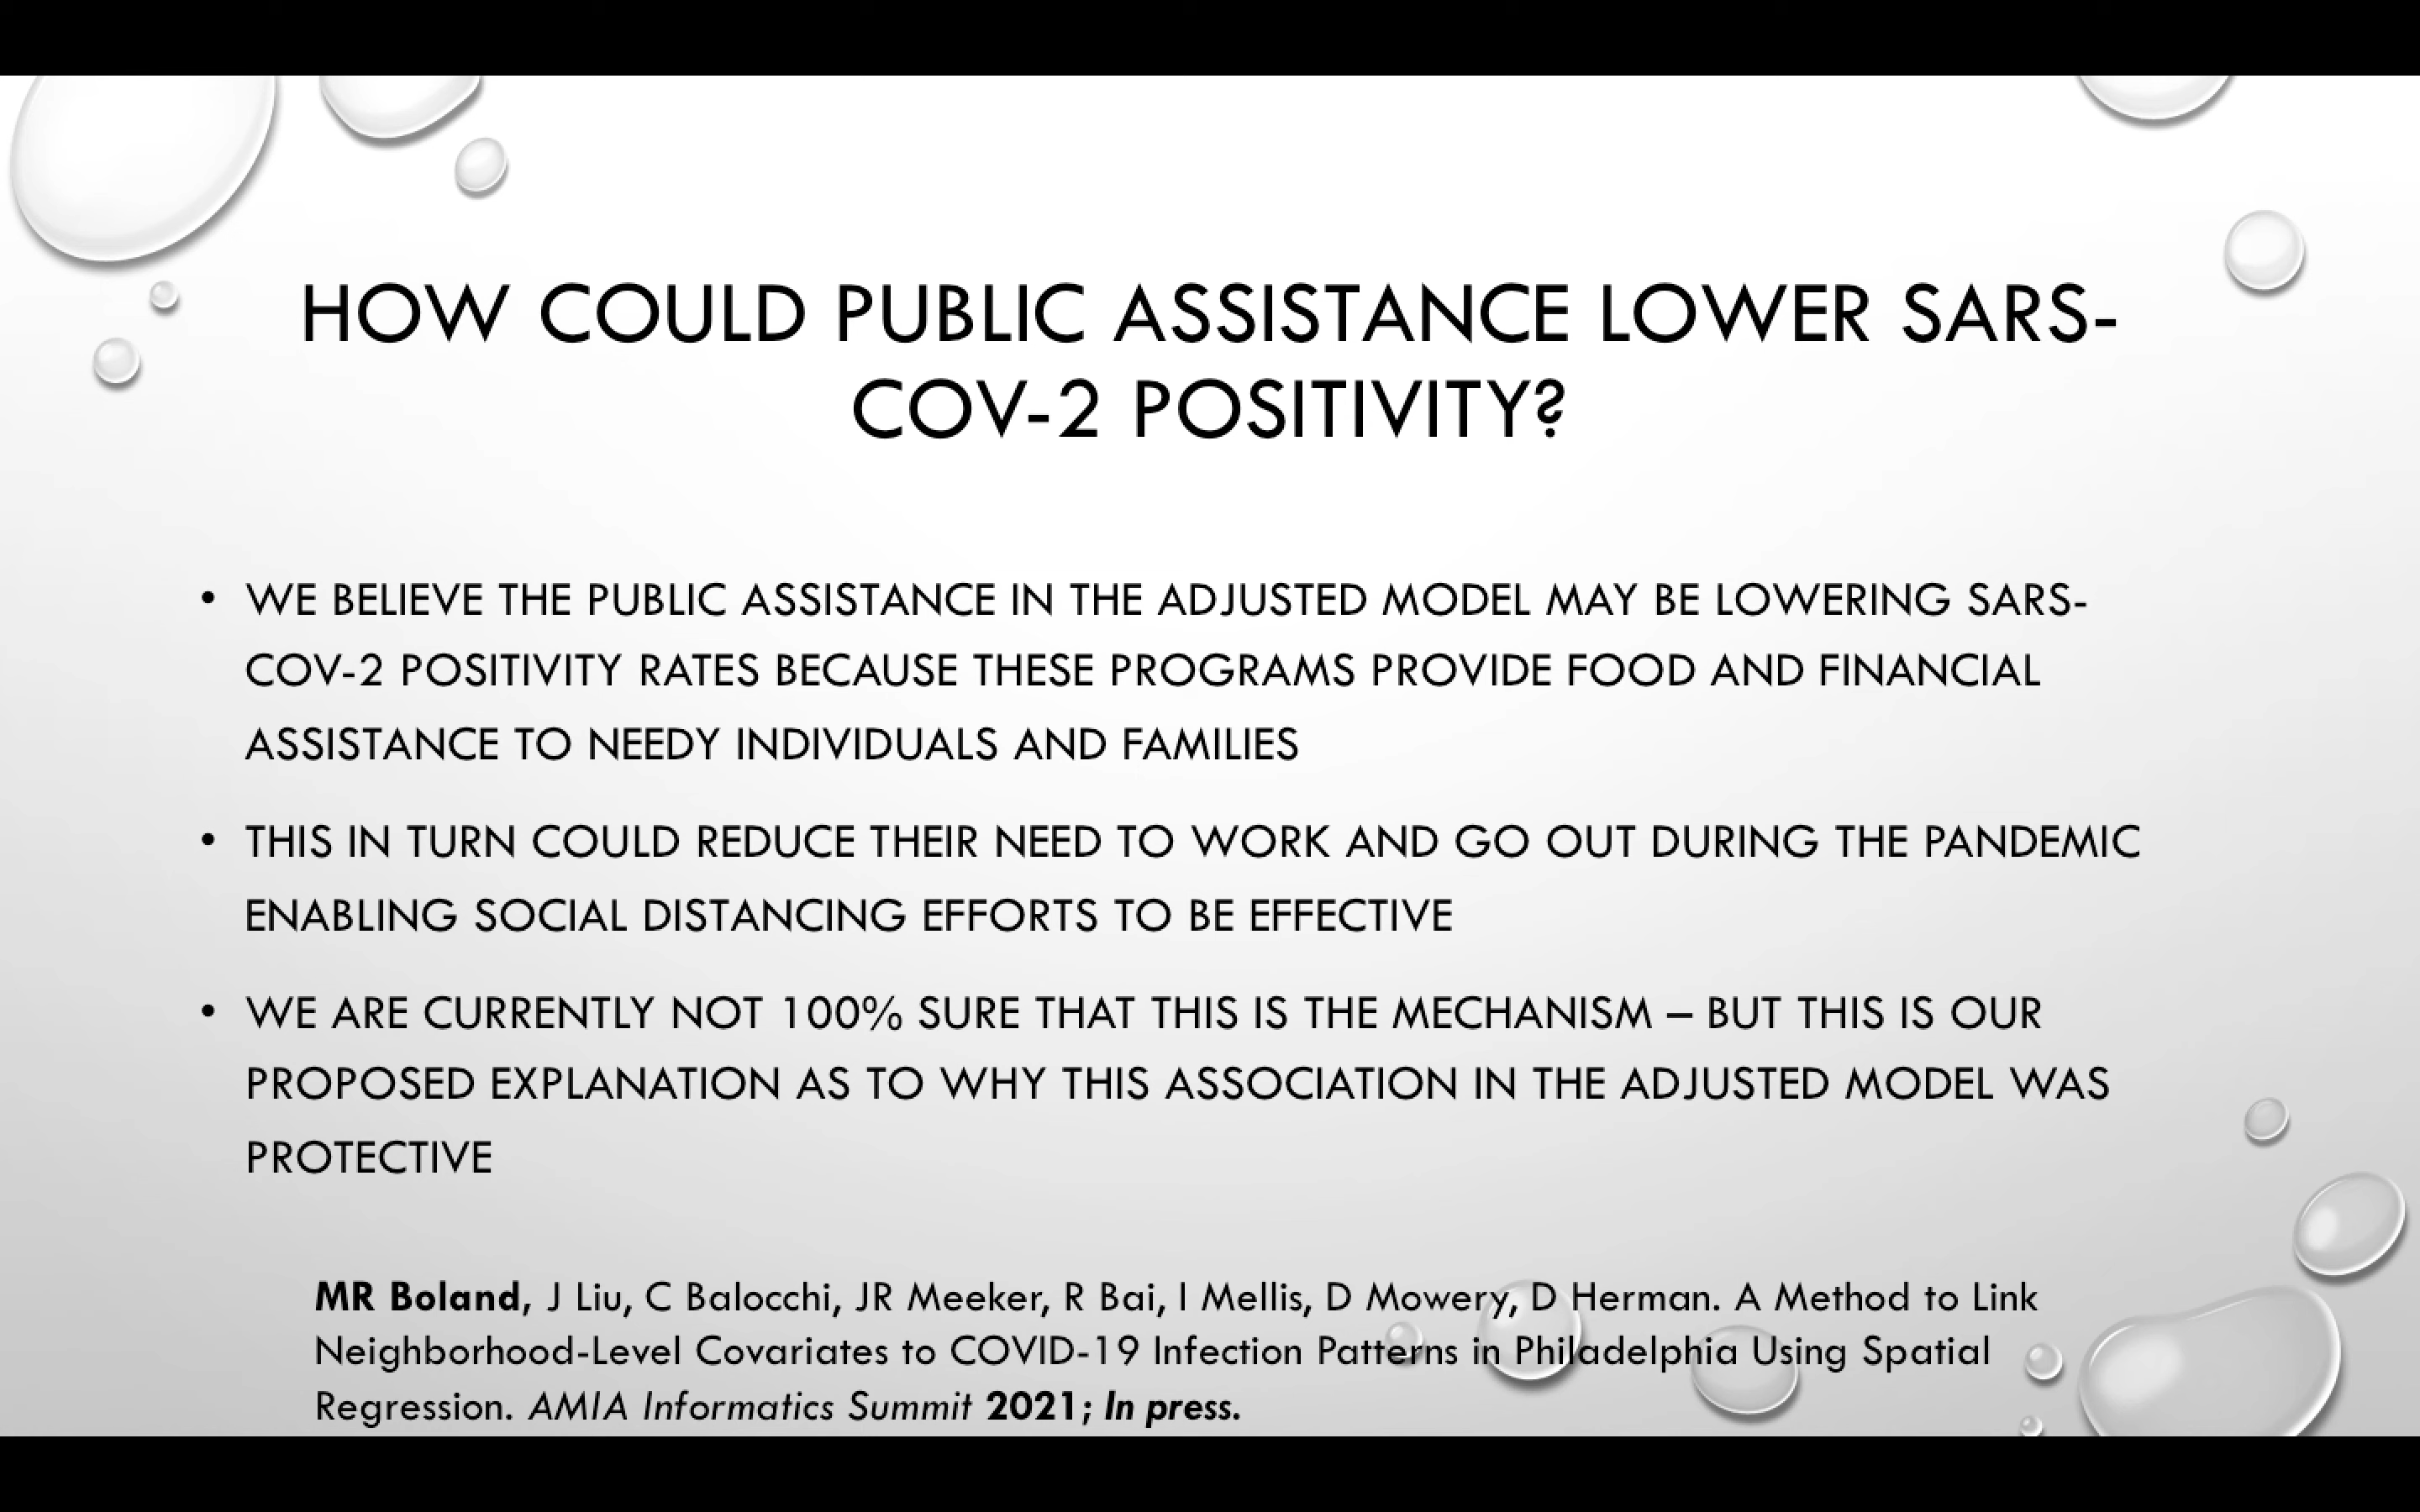 HOW COULD PUBLIC ASSISTANCE LOWER SARS-
COV-2 POSITIVITY?
• WE BELIEVE THE PUBLIC ASSISTANCE IN THE ADJUSTED MODEL MAY BE LOWERING SARS-
COV-2 POSITIVITY RATES BECAUSE THESE PROGRAMS PROVIDE FOOD AND FINANCIAL
ASSISTANCE TO NEEDY INDIVIDUALS AND FAMILIES
• THIS IN TURN COULD REDUCE THEIR NEED TO WORK AND GO OUT DURING THE PANDEMIC
ENABLING SOCIAL DISTANCING EFFORTS TO BE EFFECTIVE
• WE ARE CURRENTLY NOT 100% SURE THAT THIS IS THE MECHANISM – BUT THIS IS OUR
PROPOSED EXPLANATION AS TO WHY THIS ASSOCIATION IN THE ADJUSTED MODEL WAS
PROTECTIVE
MR Boland, J Liu, C Balocchi, JR Meeker, R Bai, I Mellis, D Mowery, D Herman. A Method to Link
Neighborhood-Level Covariates to COVID-19 Infection Patterns in Philadelphia Using Spatial
Regression. AMIA Informatics Summit 2021; In press.